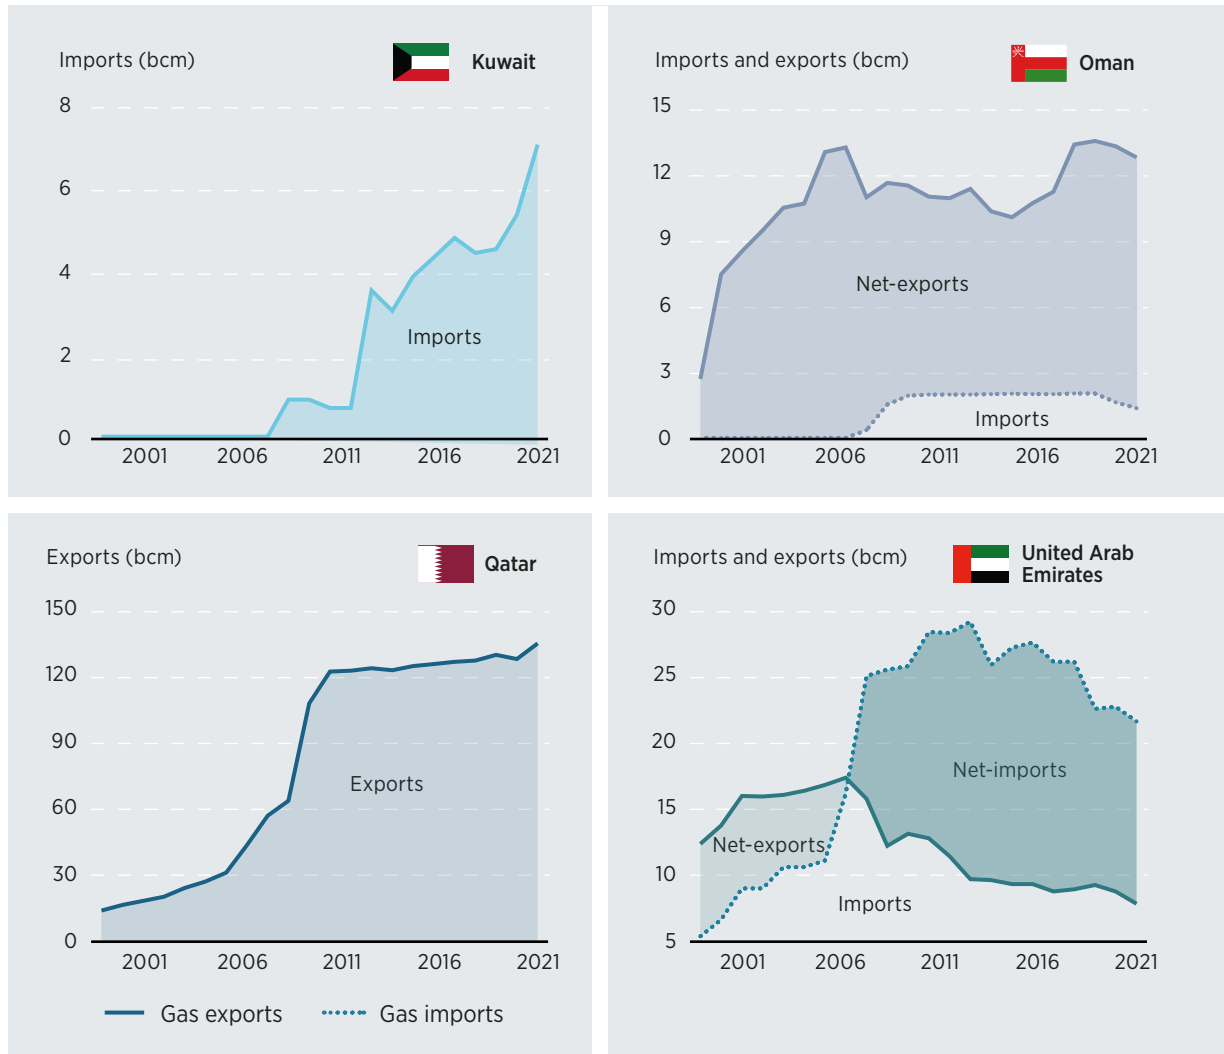 Imports (bcm)
Kuwait
8
6
4
2
0
Imports
2001 2006 2011 2016 2021
Imports and exports (bcm)
Oman
15
12
9
6
3
0
Net-exports
Imports
2001 2006 2011 2016 2021
Exports (bcm)
Qatar
150
120
90
60
30
0
Exports
2001 2006 2011 2016 2021
Gas exports Gas imports
Imports and exports (bcm)
United Arab
Emirates
30
25
20
15
10
5
Net-imports
Net-exports
Imports
2001 2006 2011 2016 2021